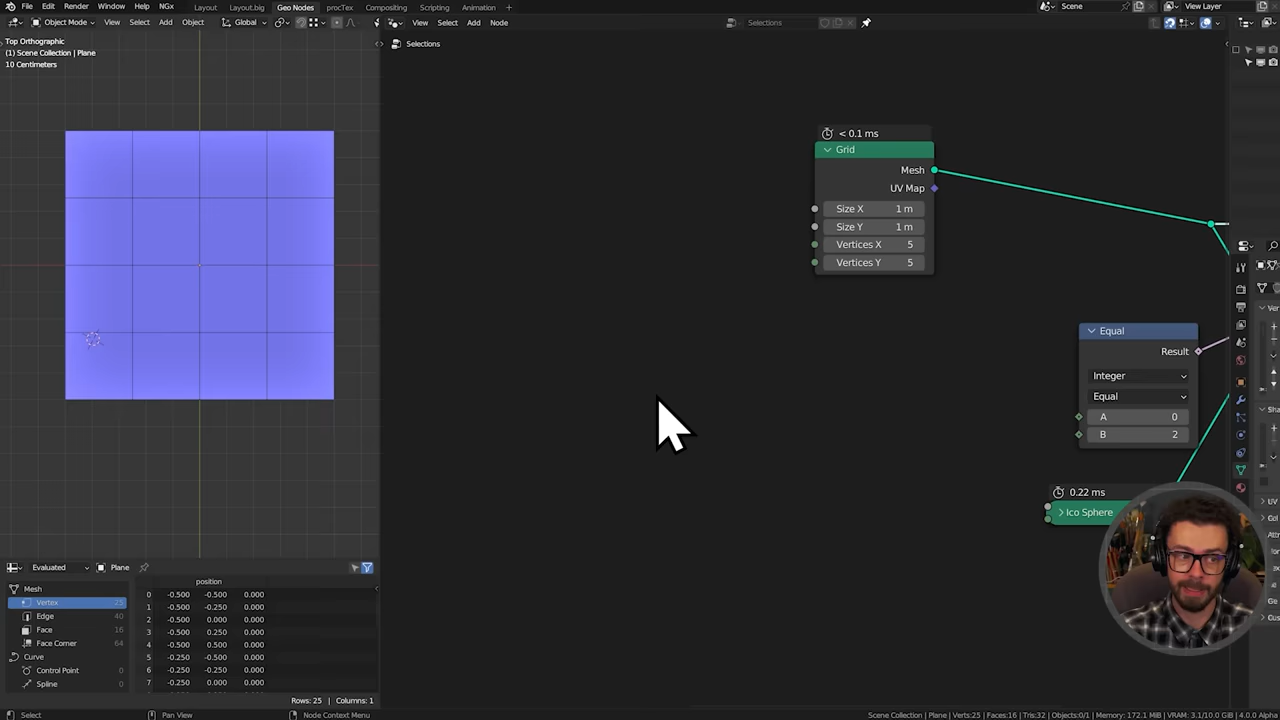 File Edit Render Window Help NGx Layout Layout.blg Geo Nodes procTex Compositing Scripting Animation + Scene View Layer
Object Mode View Select Add Object Global View Select Add Node Selections
Top Orthographic
(1) Scene Collection | Plane
10 Centimeters
Selections
< 0.1 ms
Grid
Mesh
UV Map
Size X 1 m
Size Y 1 m
Vertices X 5
Vertices Y 5
Equal
Result
Integer
Equal
A 0
B 2
0.22 ms
Ico Sphere
Evaluated Plane
Mesh
Vertex 25
Edge 40
Face 16
Face Corner 64
Curve
Control Point 0
Spline 0
position
0 -0.500 -0.500 0.000
1 -0.500 -0.250 0.000
2 -0.500 0.000 0.000
3 -0.500 0.250 0.000
4 -0.500 0.500 0.000
5 -0.250 -0.500 0.000
6 -0.250 -0.250 0.000
7 -0.250 0.000 0.000
Rows: 25 | Columns: 1
Select Pan View Node Context Menu Scene Collection | Plane | Verts:25 | Faces:16 | Tris:32 | Objects:0/1 | Memory: 172.1 MiB | VRAM: 3.1/10.0 GiB | 4.0.0 Alpha